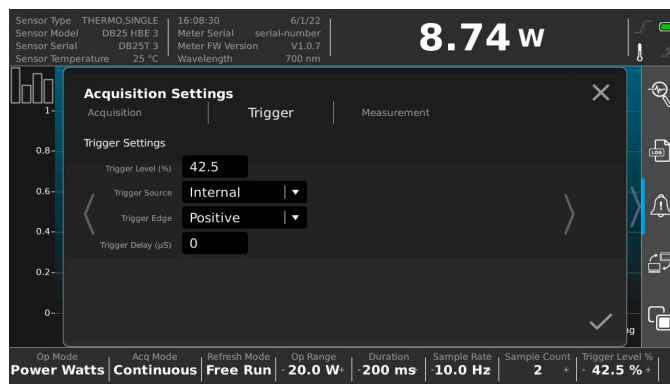 Sensor Type THERMO,SINGLE
Sensor Model DB25 HBE 3
Sensor Serial DB25T 3
Sensor Temperature 25 °C
16:08:30 6/1/22
Meter Serial serial-number
Meter FW Version V1.0.7
Wavelength 700 nm
8.74 W
Acquisition Settings
Acquisition Trigger Measurement
Trigger Settings
Trigger Level (%) 42.5
Trigger Source Internal
Trigger Edge Positive
Trigger Delay (µS) 0
1
0.8
0.6
0.4
0.2
0
LOG
Op Mode Acq Mode Refresh Mode Op Range Duration Sample Rate Sample Count Trigger Level %
Power Watts Continuous Free Run - 20.0 W + - 200 ms - 10.0 Hz 2 + - 42.5 % +